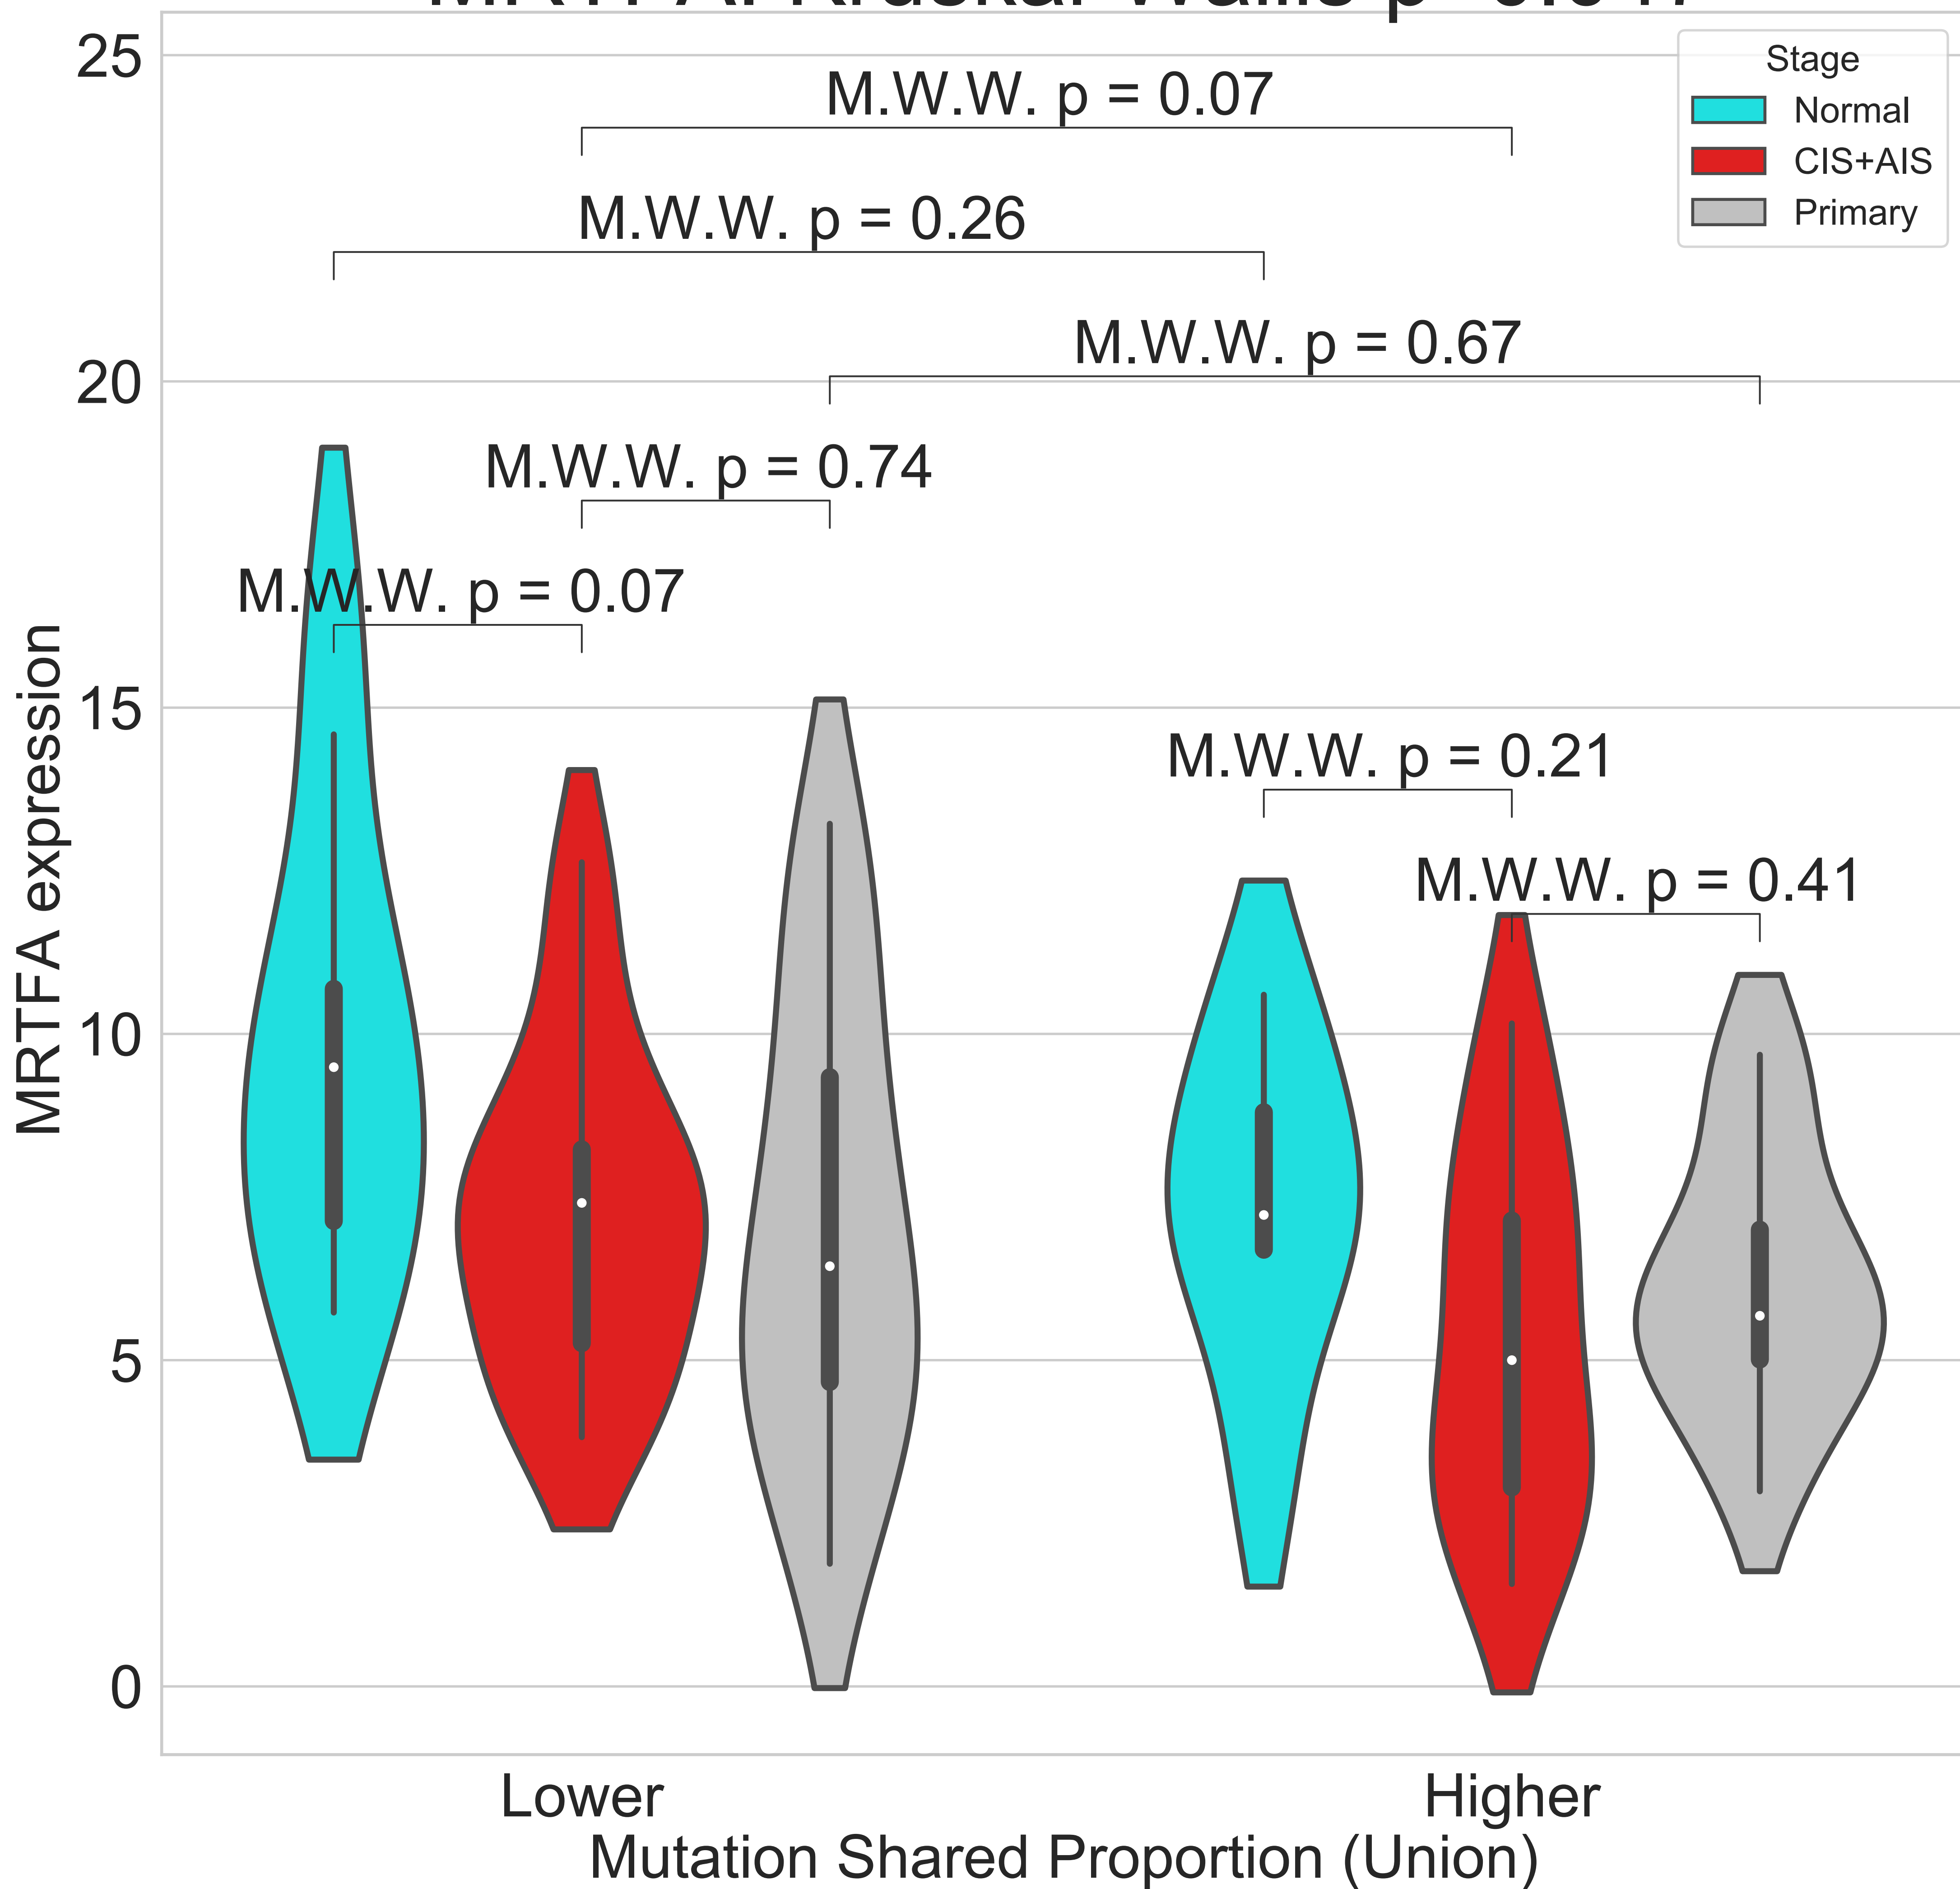 25
Stage
Normal
CIS+AIS
Primary
M.W.W. p = 0.07
M.W.W. p = 0.26
M.W.W. p = 0.67
20
M.W.W. p = 0.74
M.W.W. p = 0.07
15
M.W.W. p = 0.21
M.W.W. p = 0.41
10
5
0
MRTFA expression
Lower
Higher
Mutation Shared Proportion (Union)